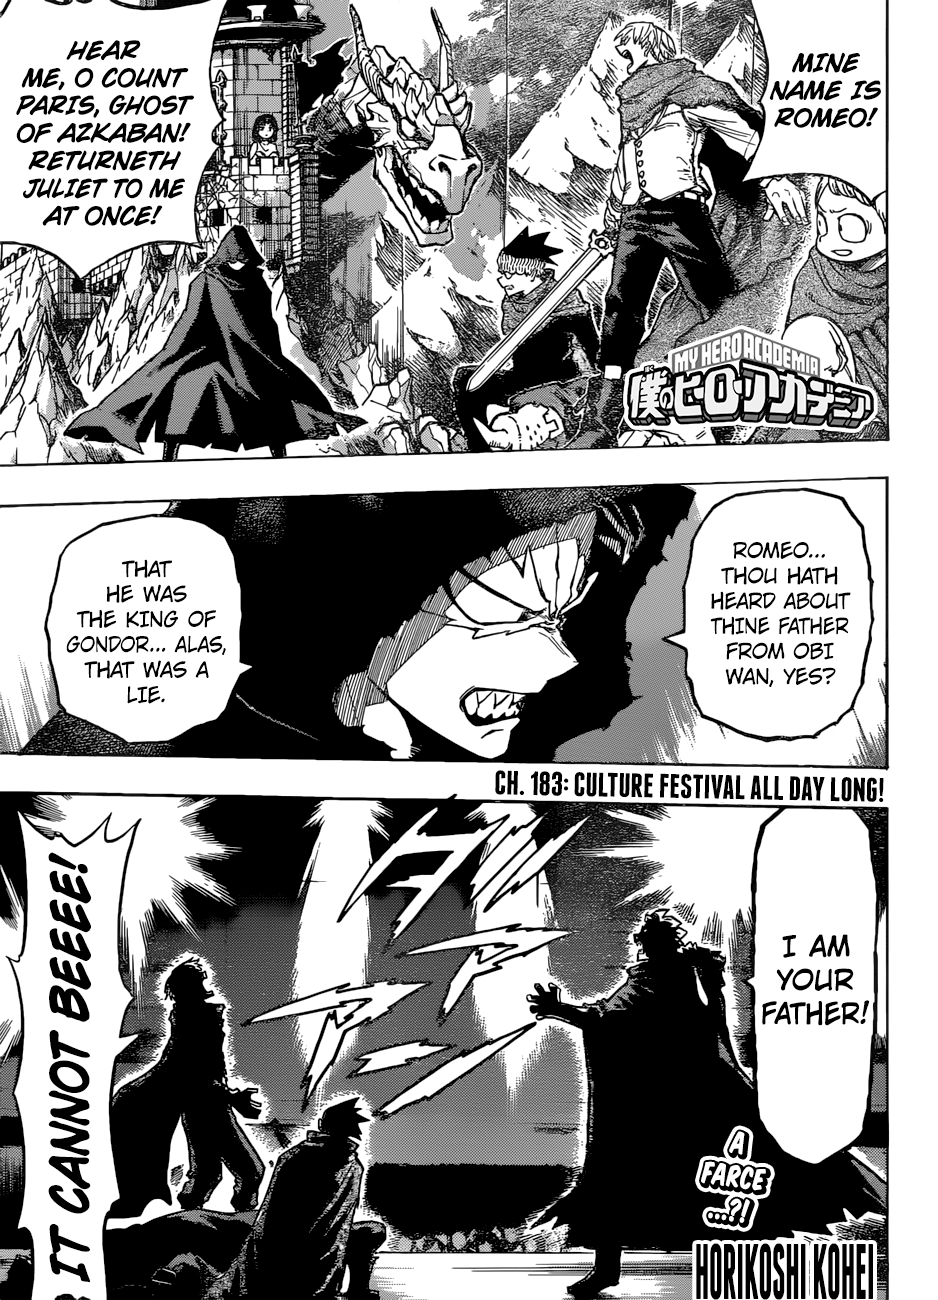 MINE
NAME IS
ROMEO!
HEAR
ME, O COUNT
PARIS, GHOST
OF AZKABAN!
RETURNETH
JULIET TO ME
AT ONCE!
MY HERO ACADEMIA
僕のヒーローアカデミア
ROMEO...
THOU HATH
HEARD ABOUT
THINE FATHER
FROM OBI
WAN, YES?
THAT
HE WAS
THE KING OF
GONDOR... ALAS,
THAT WAS A
LIE.
CH. 183: CULTURE FESTIVAL ALL DAY LONG!
I AM
YOUR
FATHER!
IT CANNOT BEEEE!
A
FARCE
...?!
HORIKOSHI KOHEI